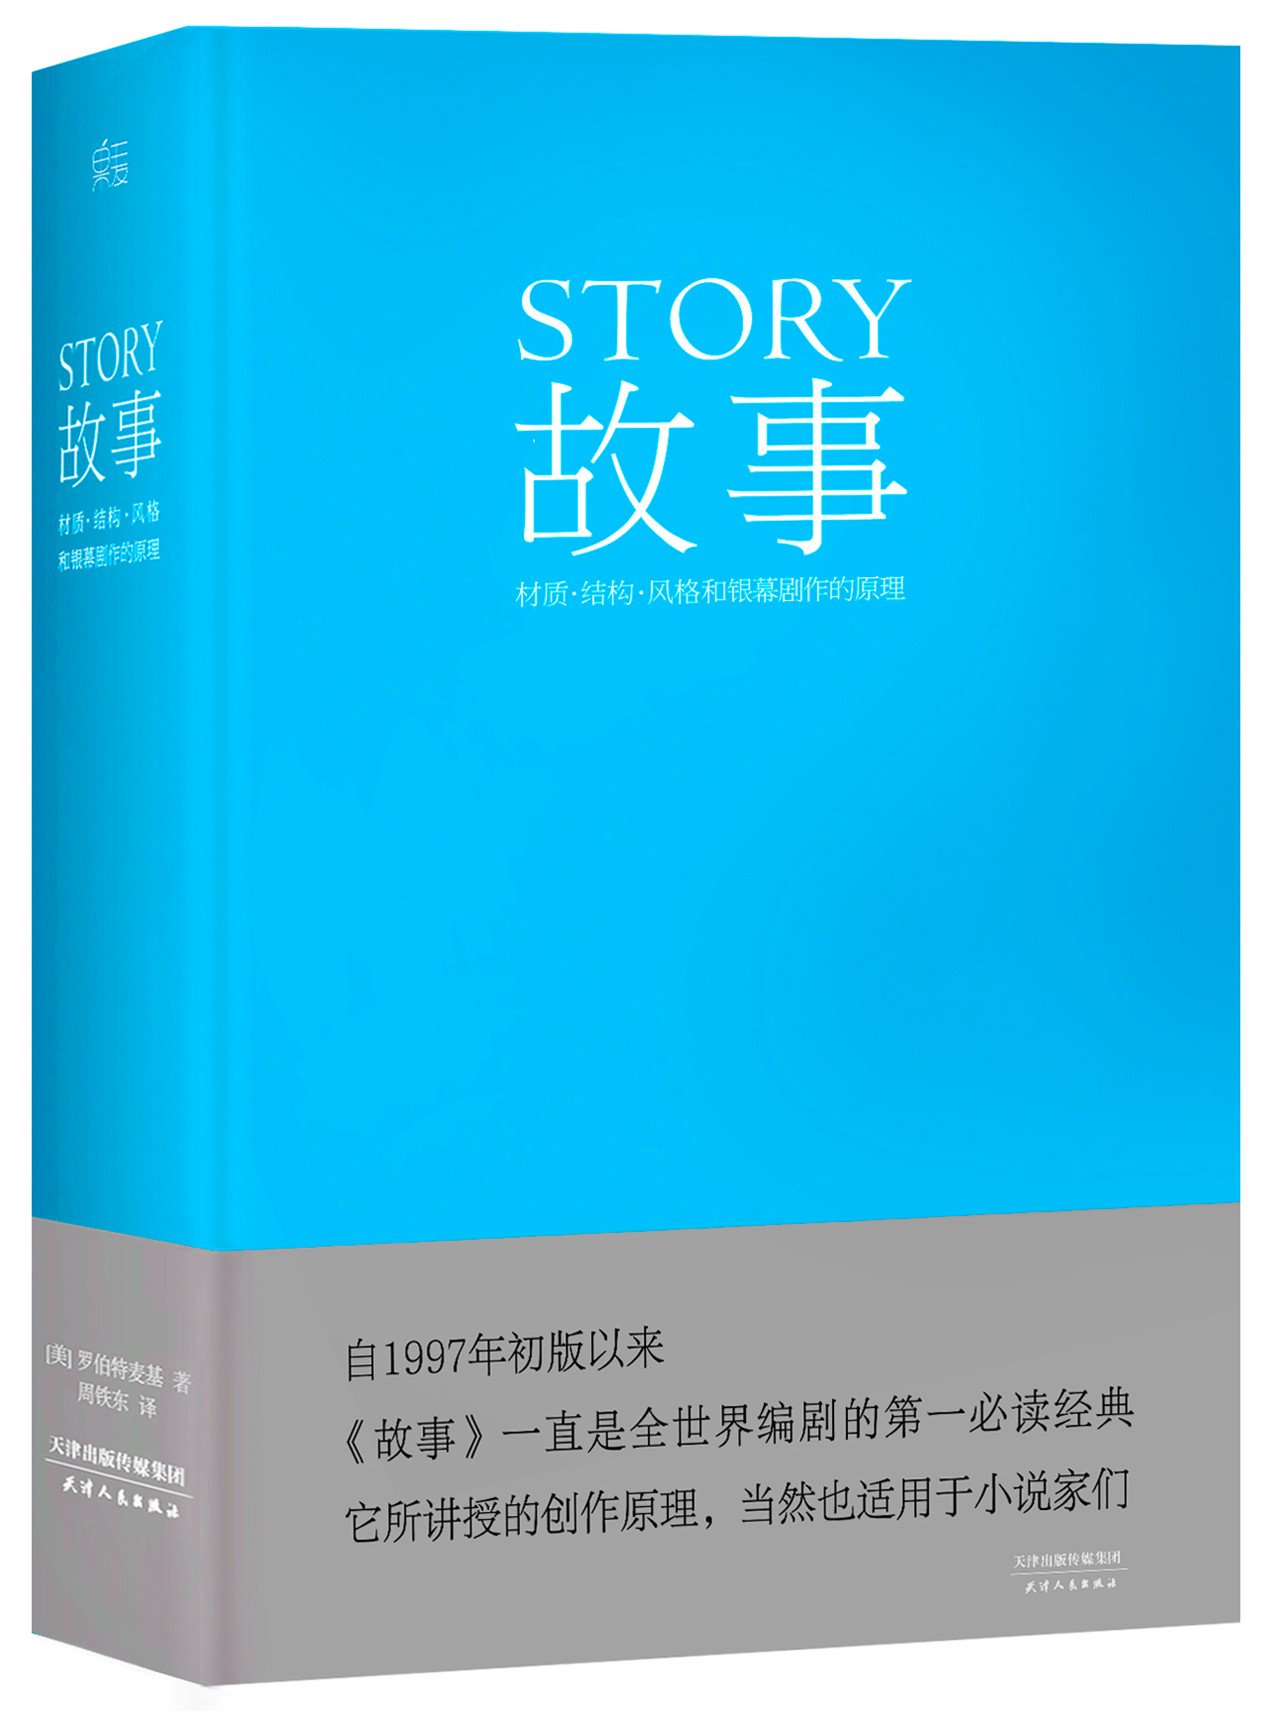 果麦
STORY
故事
材质·结构·风格
和银幕剧作的原理
[美] 罗伯特麦基 著
周铁东 译
天津出版传媒集团
天津人民出版社
STORY
故事
材质·结构·风格和银幕剧作的原理
自1997年初版以来
《故事》一直是全世界编剧的第一必读经典
它所讲授的创作原理，当然也适用于小说家们
天津出版传媒集团
天津人民出版社